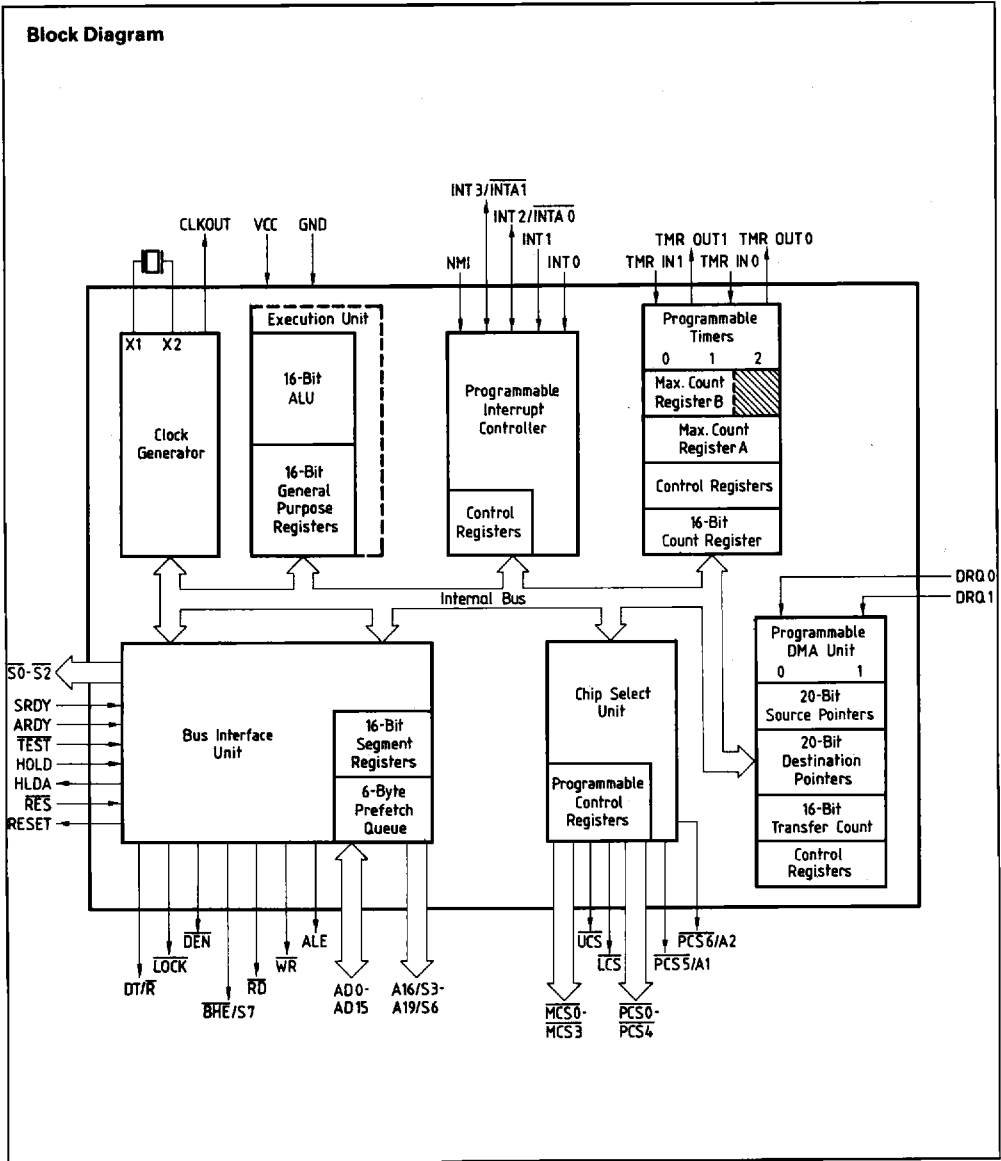 Block Diagram
INT3/INTA1
INT2/INTA0
CLKOUT
VCC
GND
INT1
TMR OUT1
TMR OUT0
NMI
INT0
TMR IN1
TMR IN0
X1
X2
Clock
Generator
Execution Unit
16-Bit
ALU
16-Bit
General
Purpose
Registers
Programmable
Interrupt
Controller
Control
Registers
Programmable
Timers
0 1 2
Max. Count
Register B
Max. Count
Register A
Control Registers
16-Bit
Count Register
Internal Bus
DRQ0
DRQ1
Programmable
DMA Unit
0 1
20-Bit
Source Pointers
20-Bit
Destination
Pointers
16-Bit
Transfer Count
Control
Registers
S0-S2
SRDY
ARDY
TEST
HOLD
HLDA
RES
RESET
Bus Interface
Unit
16-Bit
Segment
Registers
6-Byte
Prefetch
Queue
Chip Select
Unit
Programmable
Control
Registers
DT/R
LOCK
DEN
BHE/S7
RD
WR
ALE
AD0-
AD15
A16/S3-
A19/S6
MCS0-
MCS3
UCS
LCS
PCS0-
PCS4
PCS5/A1
PCS6/A2